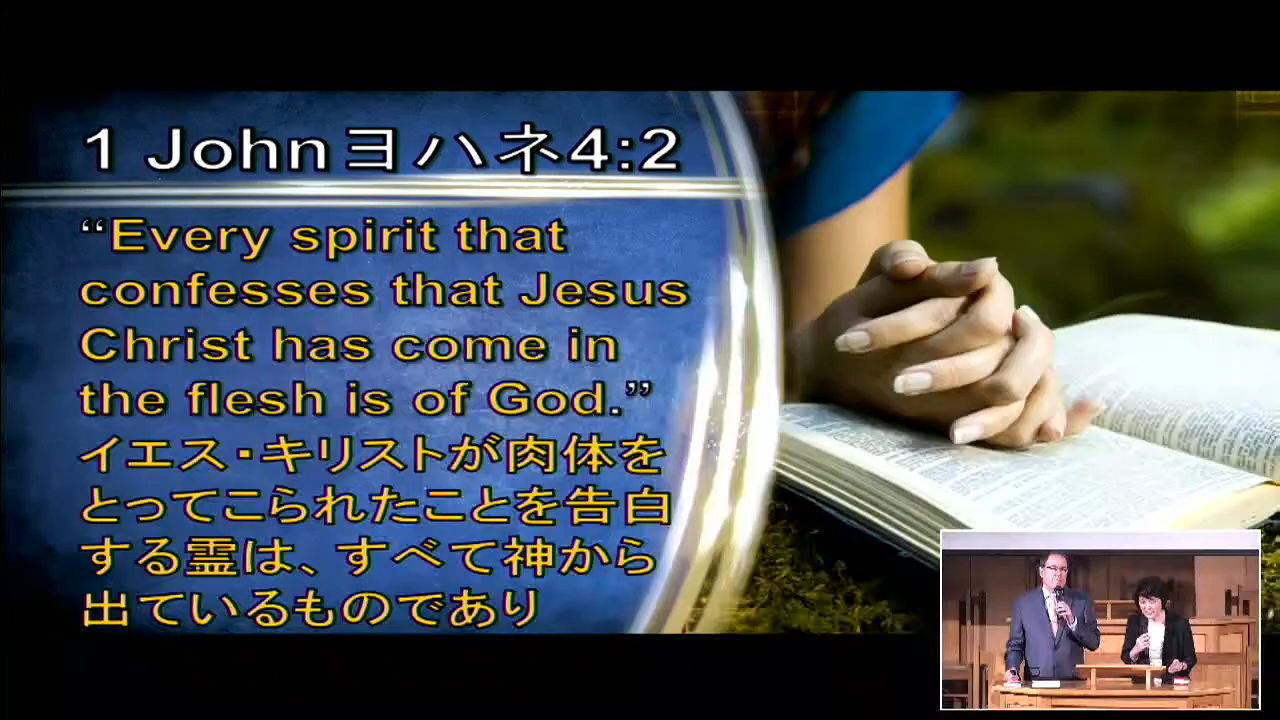 1 Johnヨハネ4:2
“Every spirit that
confesses that Jesus
Christ has come in
the flesh is of God.”
イエス・キリストが肉体を
とってこられたことを告白
する霊は、すべて神から
出ているものであり